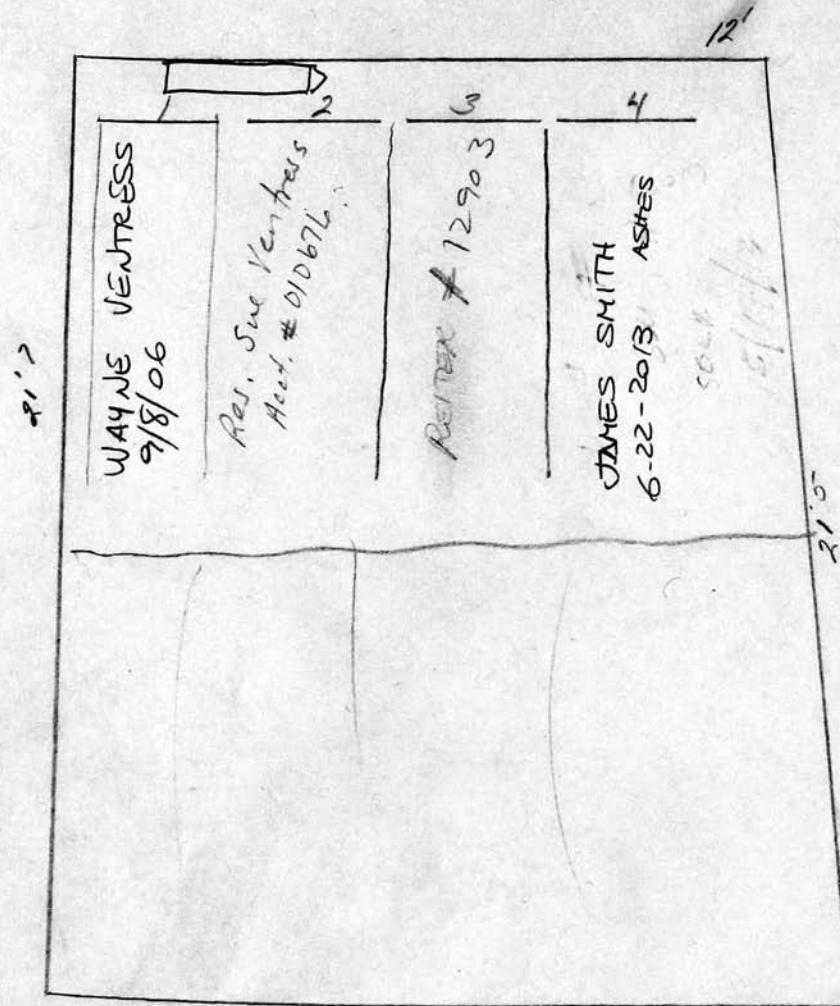 12'
2
3
4
WAYNE VENTRESS
9/8/06
Res. Sue Ventress
Acct. # 010676
REITER # 12903
JAMES SMITH
6-22-2013 ASHES
21'5